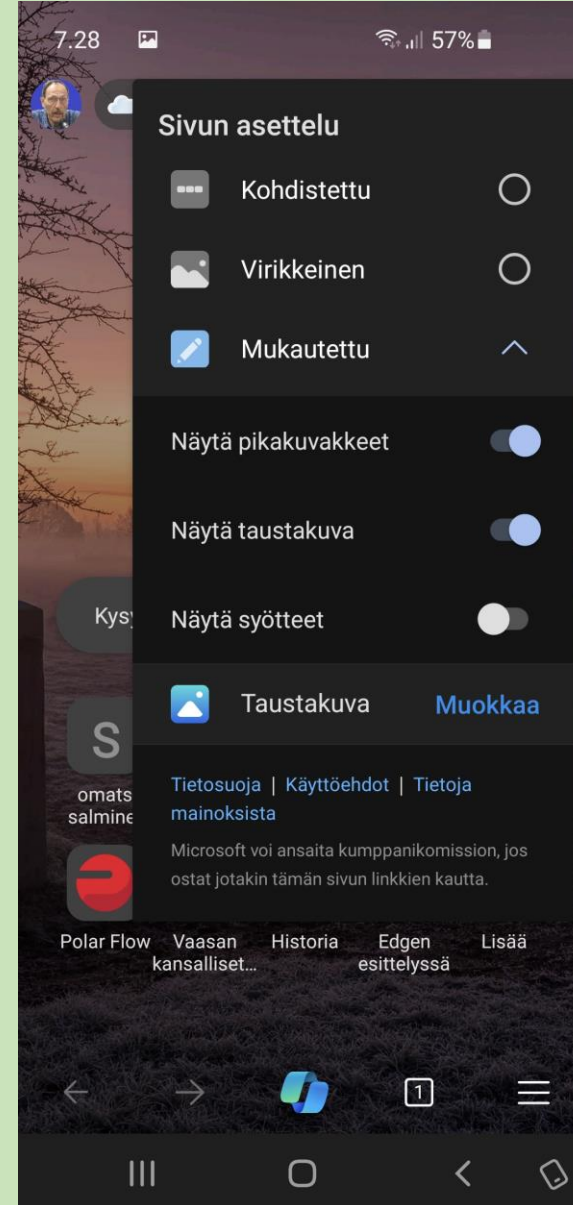 7.28
57%
Sivun asettelu
Kohdistettu
Virikkeinen
Mukautettu
Näytä pikakuvakkeet
Näytä taustakuva
Kysy
Näytä syötteet
Taustakuva Muokkaa
S
omats
salmine
Tietosuoja | Käyttöehdot | Tietoja
mainoksista
Microsoft voi ansaita kumppanikomission, jos
ostat jotakin tämän sivun linkkien kautta.
Polar Flow Vaasan Historia Edgen Lisää
kansalliset... esittelyssä
1